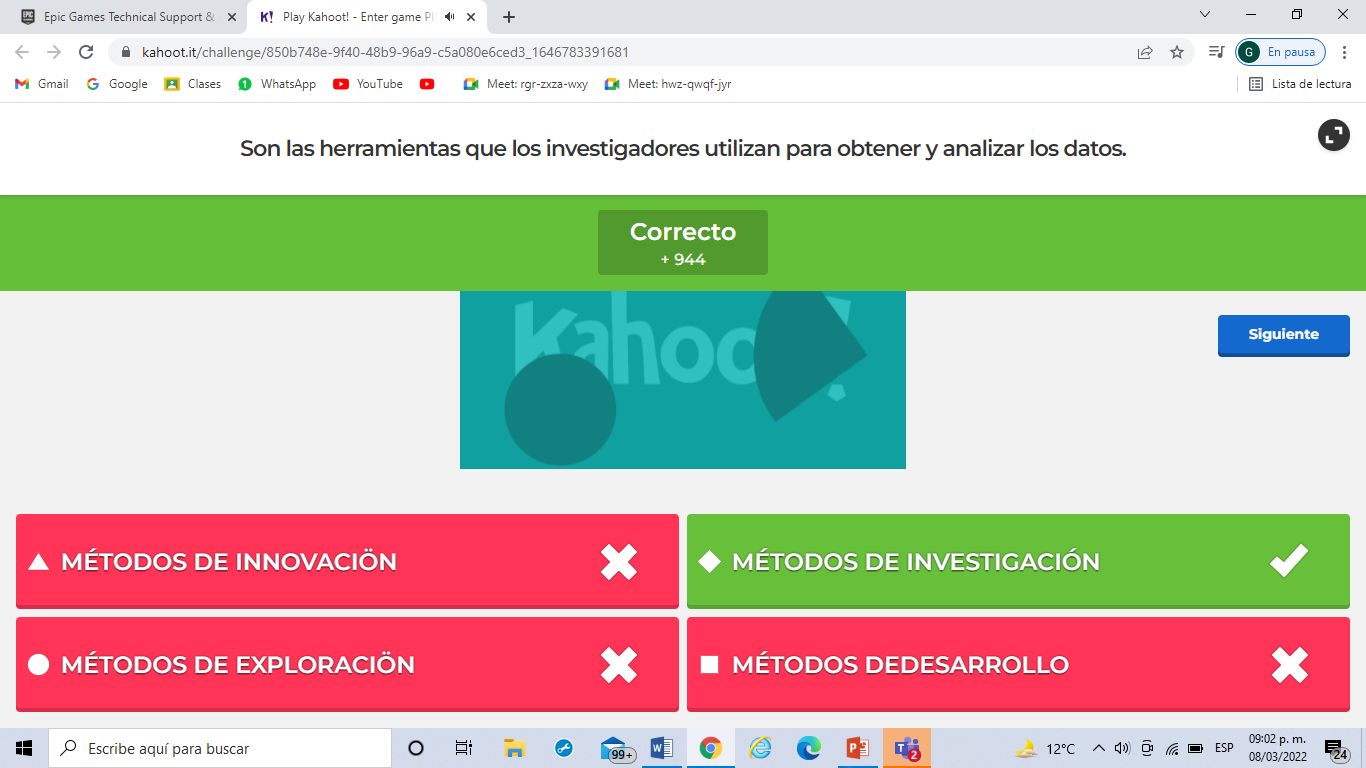 Epic Games Technical Support &
Play Kahoot! - Enter game P
kahoot.it/challenge/850b748e-9f40-48b9-96a9-c5a080e6ced3_1646783391681
G En pausa
Gmail Google Clases 1 WhatsApp YouTube Meet: rgr-zxza-wxy Meet: hwz-qwqf-jyr Lista de lectura
Son las herramientas que los investigadores utilizan para obtener y analizar los datos.
Correcto
+ 944
Kahoot!
Siguiente
MÉTODOS DE INNOVACIÖN
MÉTODOS DE INVESTIGACIÓN
MÉTODOS DE EXPLORACIÖN
MÉTODOS DEDESARROLLO
Escribe aquí para buscar
99+
2
12°C
ESP
09:02 p. m.
08/03/2022
24